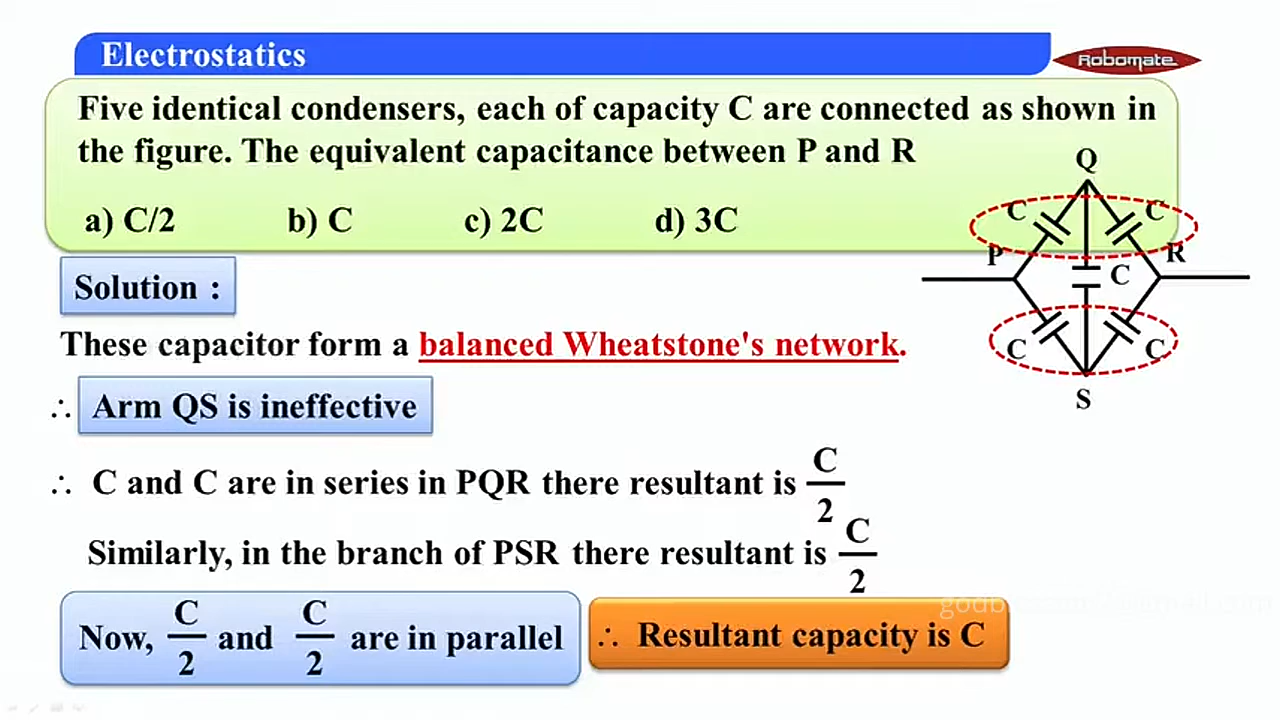 Electrostatics
Robomate
Five identical condensers, each of capacity C are connected as shown in
the figure. The equivalent capacitance between P and R
a) C/2 b) C c) 2C d) 3C
Q
C C
P R
C
C C
S
Solution :
These capacitor form a balanced Wheatstone's network.
∴ Arm QS is ineffective
∴ C and C are in series in PQR there resultant is C/2
Similarly, in the branch of PSR there resultant is C/2
Now, C/2 and C/2 are in parallel
∴ Resultant capacity is C